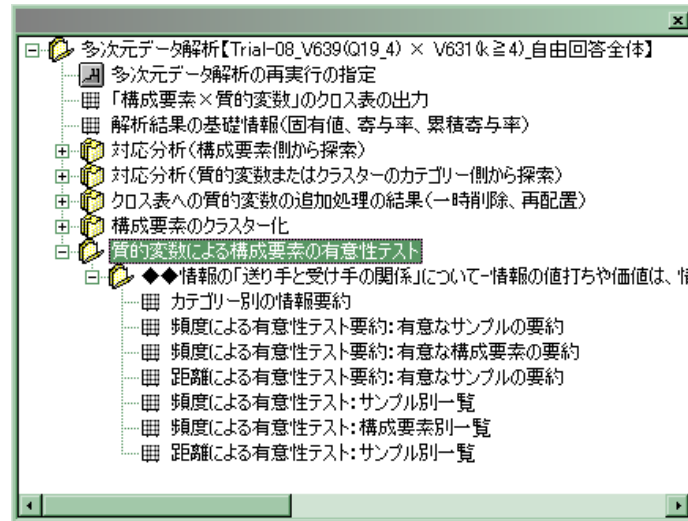 多次元データ解析【Trial-08_V639(Q19_4) × V631(k≧4)_自由回答全体】
多次元データ解析の再実行の指定
「構成要素×質的変数」のクロス表の出力
解析結果の基礎情報(固有値、寄与率、累積寄与率)
対応分析(構成要素側から探索)
対応分析(質的変数またはクラスターのカテゴリー側から探索)
クロス表への質的変数の追加処理の結果(一時削除、再配置)
構成要素のクラスター化
質的変数による構成要素の有意性テスト
◆◆情報の「送り手と受け手の関係」について-情報の値打ちや価値は、情
カテゴリー別の情報要約
頻度による有意性テスト要約:有意なサンプルの要約
頻度による有意性テスト要約:有意な構成要素の要約
距離による有意性テスト要約:有意なサンプルの要約
頻度による有意性テスト:サンプル別一覧
頻度による有意性テスト:構成要素別一覧
距離による有意性テスト:サンプル別一覧